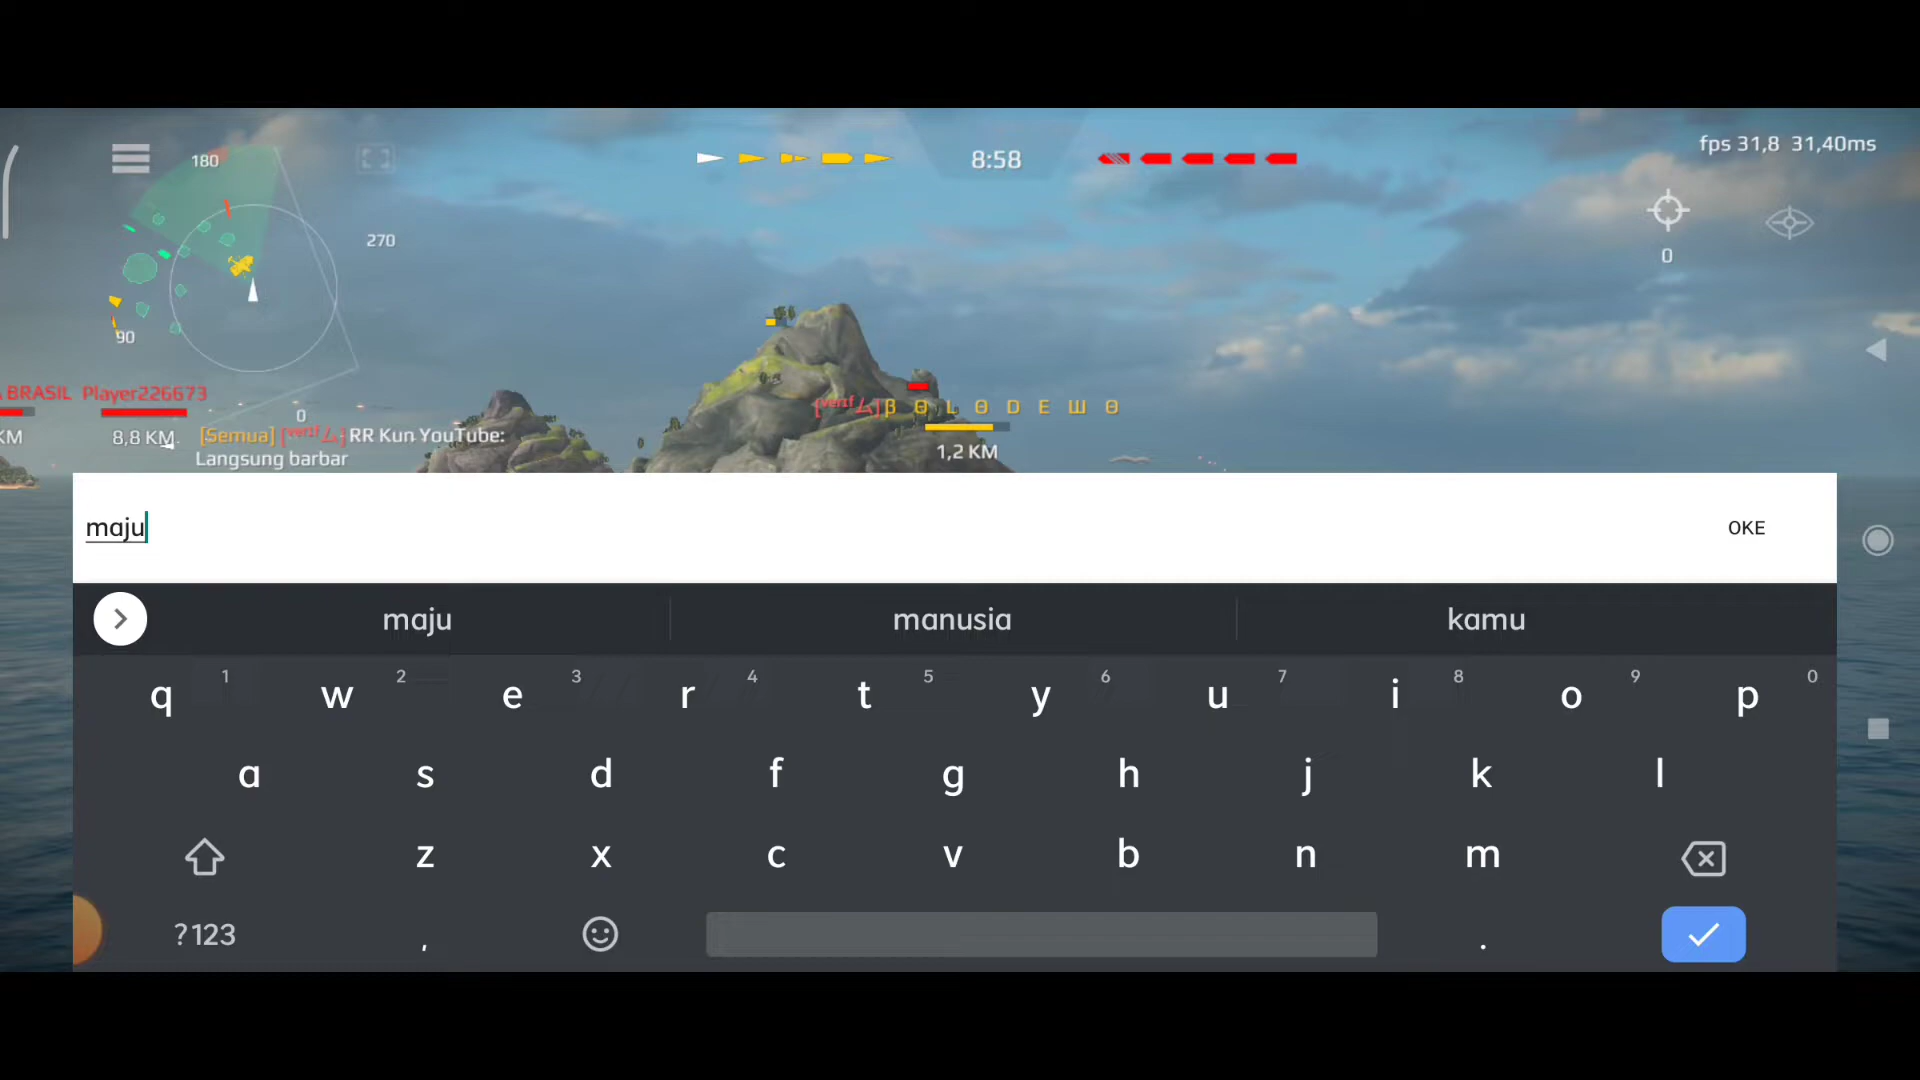 180
8:58
fps 31,8 31,40ms
270
0
90
BRASIL Player226673
0
KM
8,8 KM
[Semua] RR Kun YouTube:
Langsung barbar
1,2 KM
maju
OKE
maju manusia kamu
1 2 3 4 5 6 7 8 9 0
q w e r t y u i o p
a s d f g h j k l
z x c v b n m
?123 , .